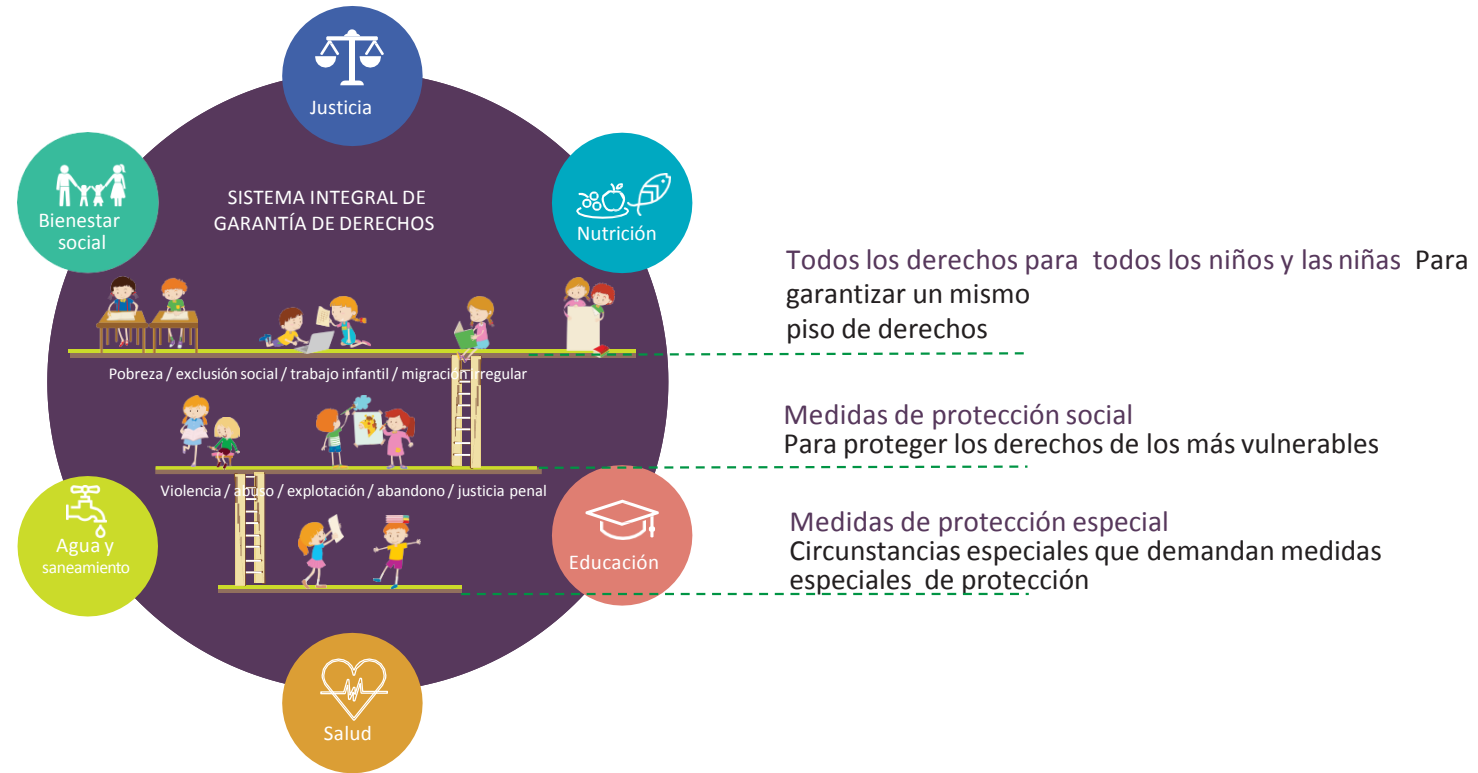 Justicia
Bienestar
social
SISTEMA INTEGRAL DE
GARANTÍA DE DERECHOS
Nutrición
Todos los derechos para todos los niños y las niñas Para
garantizar un mismo
piso de derechos
Pobreza / exclusión social / trabajo infantil / migración irregular
Medidas de protección social
Para proteger los derechos de los más vulnerables
Violencia / abuso / explotación / abandono / justicia penal
Medidas de protección especial
Circunstancias especiales que demandan medidas
especiales de protección
Agua y
saneamiento
Educación
Salud